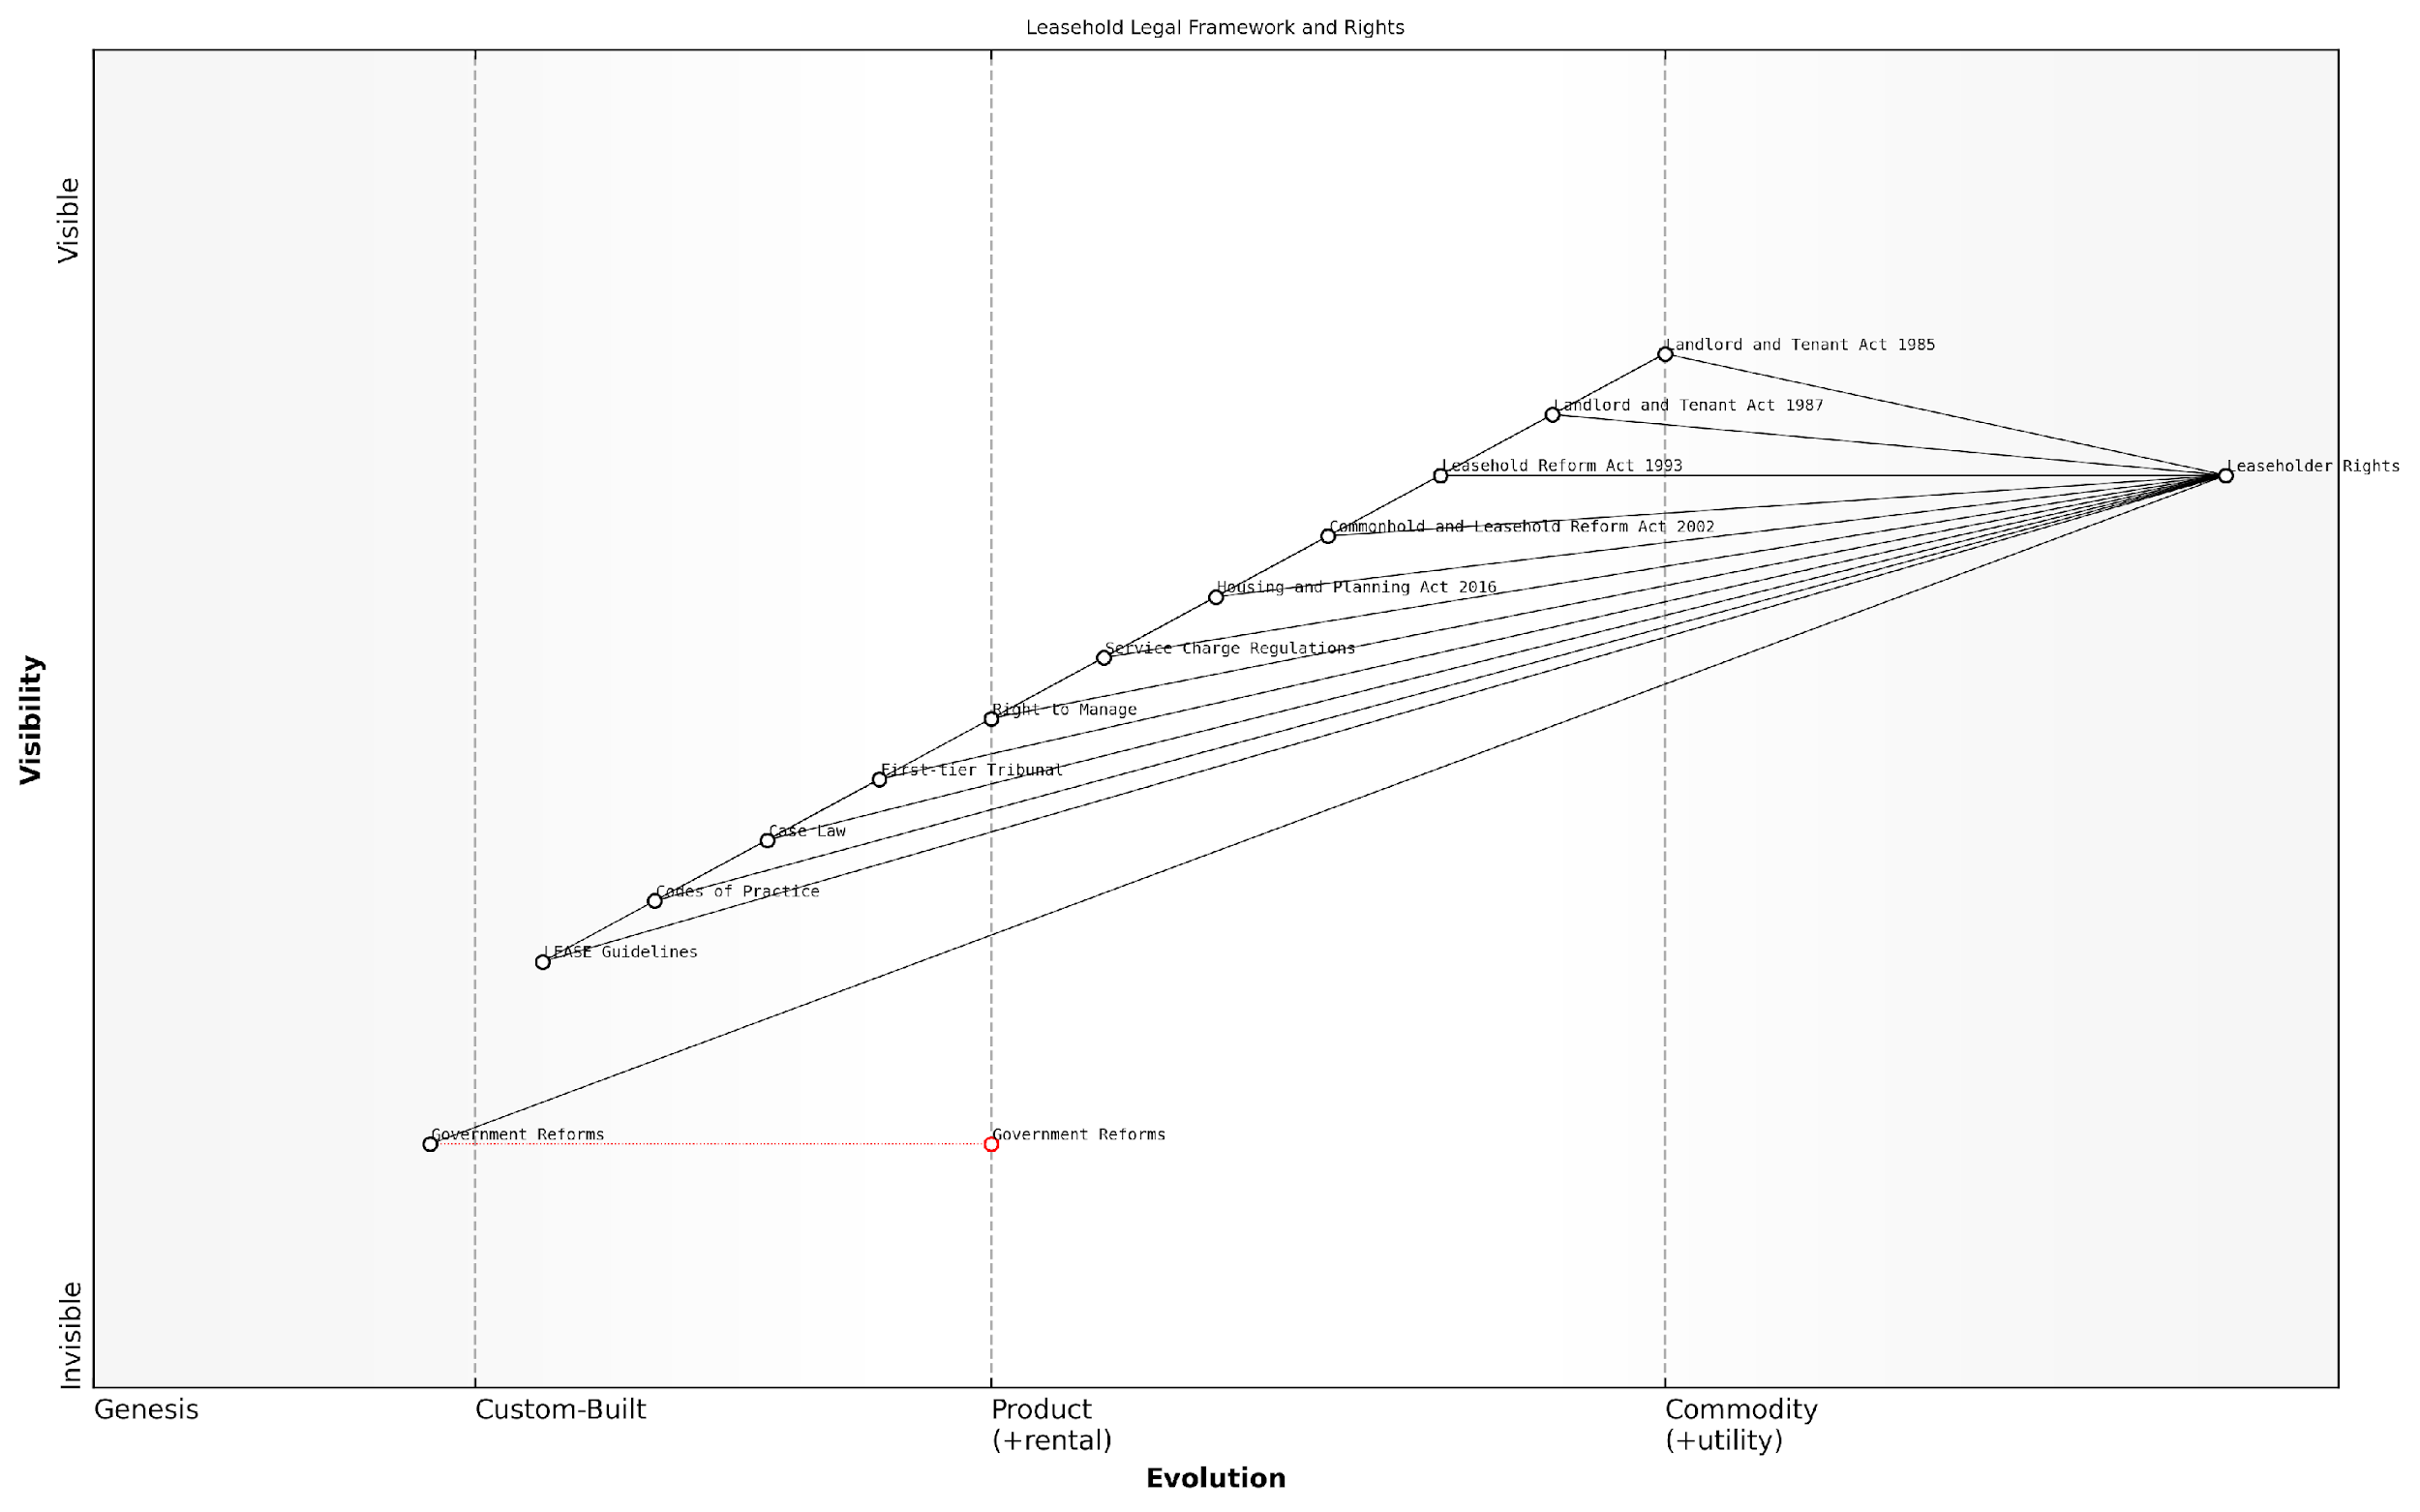 Leasehold Legal Framework and Rights
Visible
Landlord and Tenant Act 1985
Landlord and Tenant Act 1987
Leasehold Reform Act 1993
Leaseholder Rights
Commonhold and Leasehold Reform Act 2002
Housing and Planning Act 2016
Service Charge Regulations
Visibility
Right to Manage
First-tier Tribunal
Case Law
Codes of Practice
LEASE Guidelines
Government Reforms
Government Reforms
Invisible
Genesis
Custom-Built
Product
(+rental)
Commodity
(+utility)
Evolution